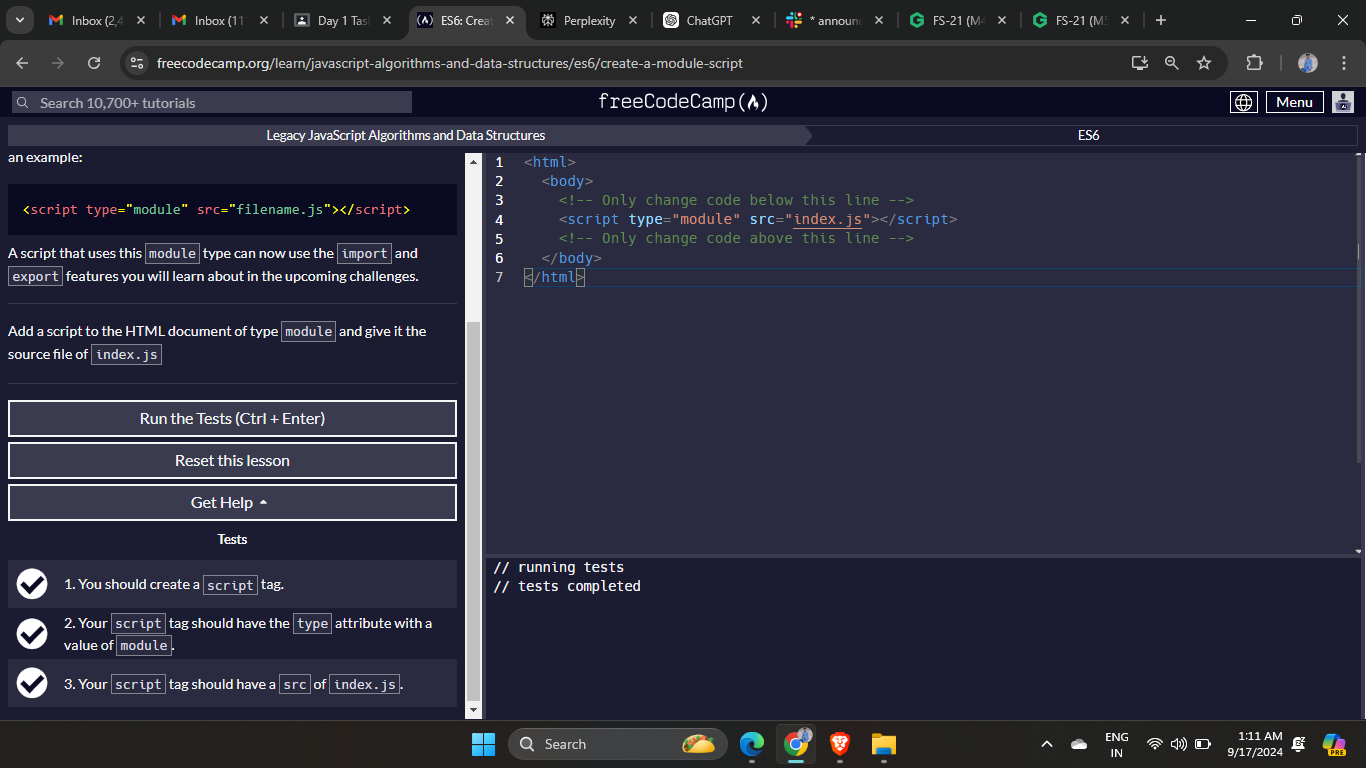 Inbox (2,4
Inbox (11
Day 1 Tas
ES6: Crea
Perplexity
ChatGPT
* announc
FS-21 (M4
FS-21 (M5
freecodecamp.org/learn/javascript-algorithms-and-data-structures/es6/create-a-module-script
Search 10,700+ tutorials
freeCodeCamp
Menu
Legacy JavaScript Algorithms and Data Structures
ES6
an example:
<script type="module" src="filename.js"></script>
A script that uses this module type can now use the import and
export features you will learn about in the upcoming challenges.
Add a script to the HTML document of type module and give it the
source file of index.js
Run the Tests (Ctrl + Enter)
Reset this lesson
Get Help
Tests
1. You should create a script tag.
2. Your script tag should have the type attribute with a
value of module.
3. Your script tag should have a src of index.js.
1 <html>
2 <body>
3 <!-- Only change code below this line -->
4 <script type="module" src="index.js"></script>
5 <!-- Only change code above this line -->
6 </body>
7 </html>
// running tests
// tests completed
Search
ENG
IN
1:11 AM
9/17/2024
PRE